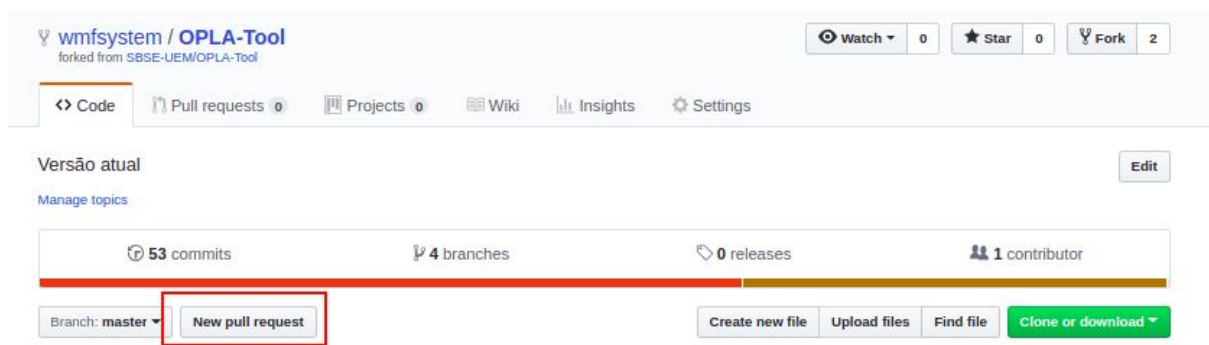 wmfsystem / OPLA-Tool
Watch 0
Star 0
Fork 2
forked from SBSE-UEM/OPLA-Tool
Code
Pull requests 0
Projects 0
Wiki
Insights
Settings
Versão atual
Edit
Manage topics
53 commits
4 branches
0 releases
1 contributor
Branch: master
New pull request
Create new file
Upload files
Find file
Clone or download